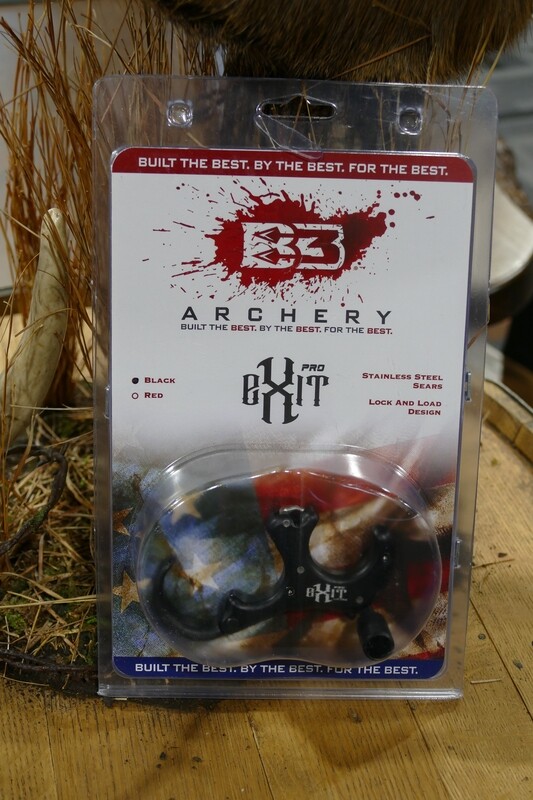 BUILT THE BEST. BY THE BEST. FOR THE BEST.
B3
ARCHERY
BUILT THE BEST. BY THE BEST. FOR THE BEST.
EXIT PRO
BLACK
RED
STAINLESS STEEL
SEARS
LOCK AND LOAD
DESIGN
EXIT
BUILT THE BEST. BY THE BEST. FOR THE BEST.